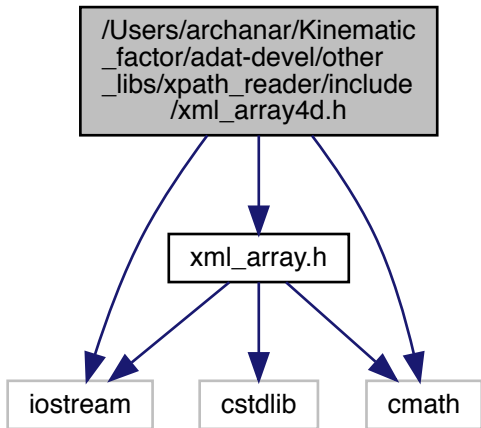 /Users/archanar/Kinematic
_factor/adat-devel/other
_libs/xpath_reader/include
/xml_array4d.h
xml_array.h
iostream
cstdlib
cmath